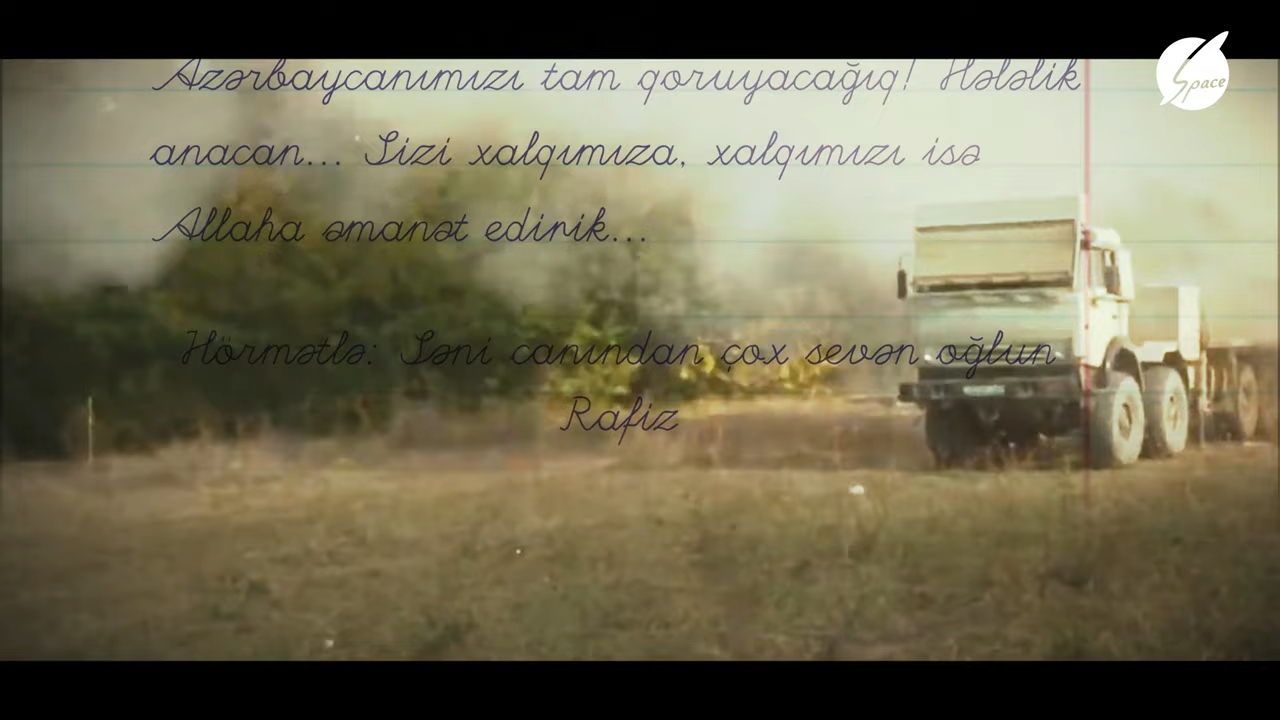 Azərbaycanımızı tam qoruyacağıq! Hələlik
anacan... Sizi xalqımıza, xalqımızı isə
Allaha əmanət edirik...
Hörmətlə: Səni canından çox sevən oğlun
Rafiz
Space